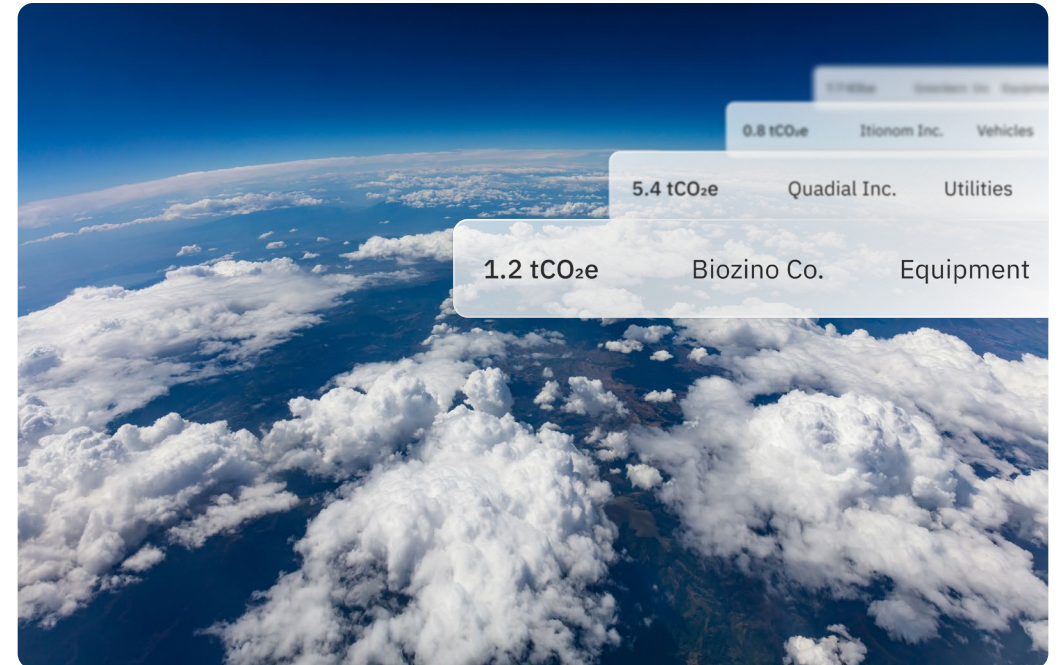 0.8 tCO₂e Itionom Inc. Vehicles
5.4 tCO₂e Quadial Inc. Utilities
1.2 tCO₂e Biozino Co. Equipment